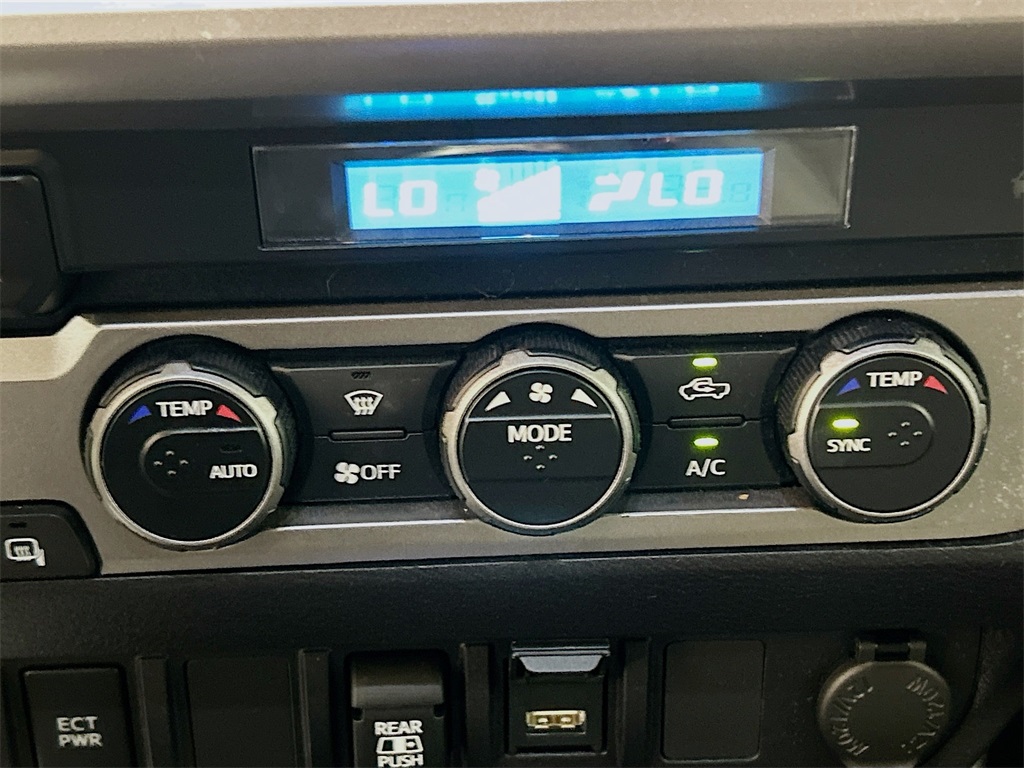 LO LO
TEMP
AUTO
OFF
MODE
A/C
TEMP
SYNC
ECT
PWR
REAR
PUSH